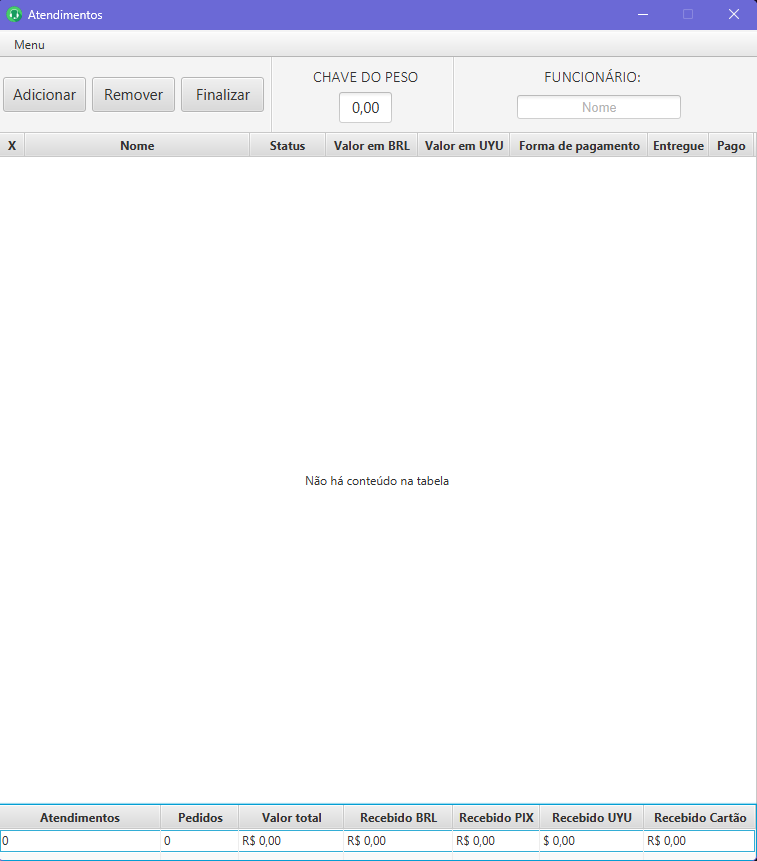 Atendimentos
Menu
Adicionar Remover Finalizar
CHAVE DO PESO
0,00
FUNCIONÁRIO:
Nome
X Nome Status Valor em BRL Valor em UYU Forma de pagamento Entregue Pago
Não há conteúdo na tabela
Atendimentos Pedidos Valor total Recebido BRL Recebido PIX Recebido UYU Recebido Cartão
0 0 R$ 0,00 R$ 0,00 R$ 0,00 $ 0,00 R$ 0,00